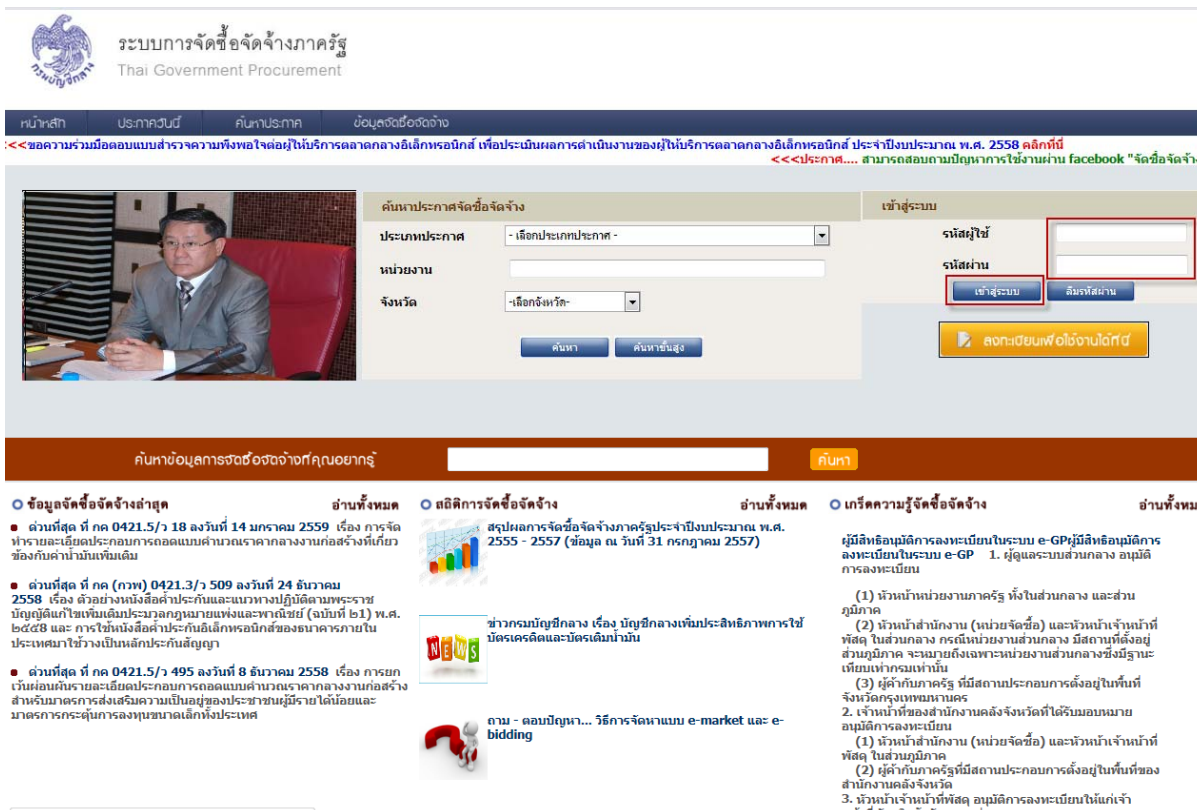 ระบบการจัดซื้อจัดจ้างภาครัฐ
Thai Government Procurement
กรมบัญชีกลาง
หน้าหลัก ประกาศวันนี้ ค้นหาประกาศ ข้อมูลจัดซื้อจัดจ้าง
<<ขอความร่วมมือตอบแบบสำรวจความพึงพอใจต่อผู้ให้บริการตลาดกลางอิเล็กทรอนิกส์ เพื่อประเมินผลการดำเนินงานของผู้ให้บริการตลาดกลางอิเล็กทรอนิกส์ ประจำปีงบประมาณ พ.ศ. 2558 คลิกที่นี่
<<<ประกาศ.... สามารถสอบถามปัญหาการใช้งานผ่าน facebook "จัดซื้อจัดจ้า
ค้นหาประกาศจัดซื้อจัดจ้าง
ประเภทประกาศ - เลือกประเภทประกาศ -
หน่วยงาน
จังหวัด -เลือกจังหวัด-
ค้นหา ค้นหาขั้นสูง
เข้าสู่ระบบ
รหัสผู้ใช้
รหัสผ่าน
เข้าสู่ระบบ ลืมรหัสผ่าน
ลงทะเบียนเพื่อใช้งานได้ที่นี่
ค้นหาข้อมูลการจัดซื้อจัดจ้างที่คุณอยากรู้ ค้นหา
ข้อมูลจัดซื้อจัดจ้างล่าสุด อ่านทั้งหมด
ด่วนที่สุด ที่ กค 0421.5/ว 18 ลงวันที่ 14 มกราคม 2559 เรื่อง การจัด
ทำรายละเอียดประกอบการถอดแบบคำนวณราคากลางงานก่อสร้างที่เกี่ยว
ข้องกับค่าน้ำมันเพิ่มเติม
ด่วนที่สุด ที่ กค (กวพ) 0421.3/ว 509 ลงวันที่ 24 ธันวาคม
2558 เรื่อง ตัวอย่างหนังสือค้ำประกันและแนวทางปฏิบัติตามพระราช
บัญญัติแก้ไขเพิ่มเติมประมวลกฎหมายแพ่งและพาณิชย์ (ฉบับที่ ๒๑) พ.ศ.
๒๕๕๘ และ การใช้หนังสือค้ำประกันอิเล็กทรอนิกส์ของธนาคารภายใน
ประเทศมาใช้วางเป็นหลักประกันสัญญา
ด่วนที่สุด ที่ กค 0421.5/ว 495 ลงวันที่ 8 ธันวาคม 2558 เรื่อง การยก
เว้นผ่อนผันรายละเอียดประกอบการถอดแบบคำนวณราคากลางงานก่อสร้าง
สำหรับมาตรการส่งเสริมความเป็นอยู่ของประชาชนผู้มีรายได้น้อยและ
มาตรการกระตุ้นการลงทุนขนาดเล็กทั่วประเทศ
สถิติการจัดซื้อจัดจ้าง อ่านทั้งหมด
สรุปผลการจัดซื้อจัดจ้างภาครัฐประจำปีงบประมาณ พ.ศ.
2555 - 2557 (ข้อมูล ณ วันที่ 31 กรกฎาคม 2557)
NEWS
ข่าวกรมบัญชีกลาง เรื่อง บัญชีกลางเพิ่มประสิทธิภาพการใช้
บัตรเครดิตและบัตรเติมน้ำมัน
ถาม - ตอบปัญหา... วิธีการจัดหาแบบ e-market และ e-
bidding
เกร็ดความรู้จัดซื้อจัดจ้าง อ่านทั้งหม
ผู้มีสิทธิอนุมัติการลงทะเบียนในระบบ e-GPผู้มีสิทธิอนุมัติการ
ลงทะเบียนในระบบ e-GP 1. ผู้ดูแลระบบส่วนกลาง อนุมัติ
การลงทะเบียน
(1) หัวหน้าหน่วยงานภาครัฐ ทั้งในส่วนกลาง และส่วน
ภูมิภาค
(2) หัวหน้าสำนักงาน (หน่วยจัดซื้อ) และหัวหน้าเจ้าหน้าที่
พัสดุ ในส่วนกลาง กรณีหน่วยงานส่วนกลาง มีสถานที่ตั้งอยู่
ส่วนภูมิภาค จะหมายถึงเฉพาะหน่วยงานส่วนกลางซึ่งมีฐานะ
เทียบเท่ากรมเท่านั้น
(3) ผู้ค้ากับภาครัฐ ที่มีสถานประกอบการตั้งอยู่ในพื้นที่
จังหวัดกรุงเทพมหานคร
2. เจ้าหน้าที่ของสำนักงานคลังจังหวัดที่ได้รับมอบหมาย
อนุมัติการลงทะเบียน
(1) หัวหน้าสำนักงาน (หน่วยจัดซื้อ) และหัวหน้าเจ้าหน้าที่
พัสดุ ในส่วนภูมิภาค
(2) ผู้ค้ากับภาครัฐที่มีสถานประกอบการตั้งอยู่ในพื้นที่ของ
สำนักงานคลังจังหวัด
3. หัวหน้าเจ้าหน้าที่พัสดุ อนุมัติการลงทะเบียนให้แก่เจ้า